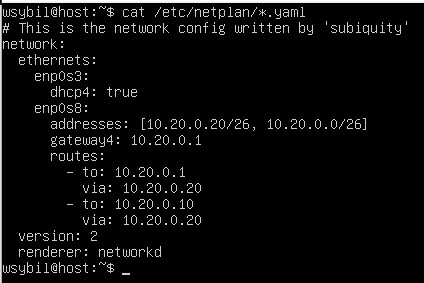 wsybil@host:~$ cat /etc/netplan/*.yaml
# This is the network config written by 'subiquity'
network:
  ethernets:
    enp0s3:
      dhcp4: true
    enp0s8:
        addresses: [10.20.0.20/26, 10.20.0.0/26]
        gateway4: 10.20.0.1
        routes:
          - to: 10.20.0.1
            via: 10.20.0.20
          - to: 10.20.0.10
            via: 10.20.0.20
  version: 2
  renderer: networkd
wsybil@host:~$ _